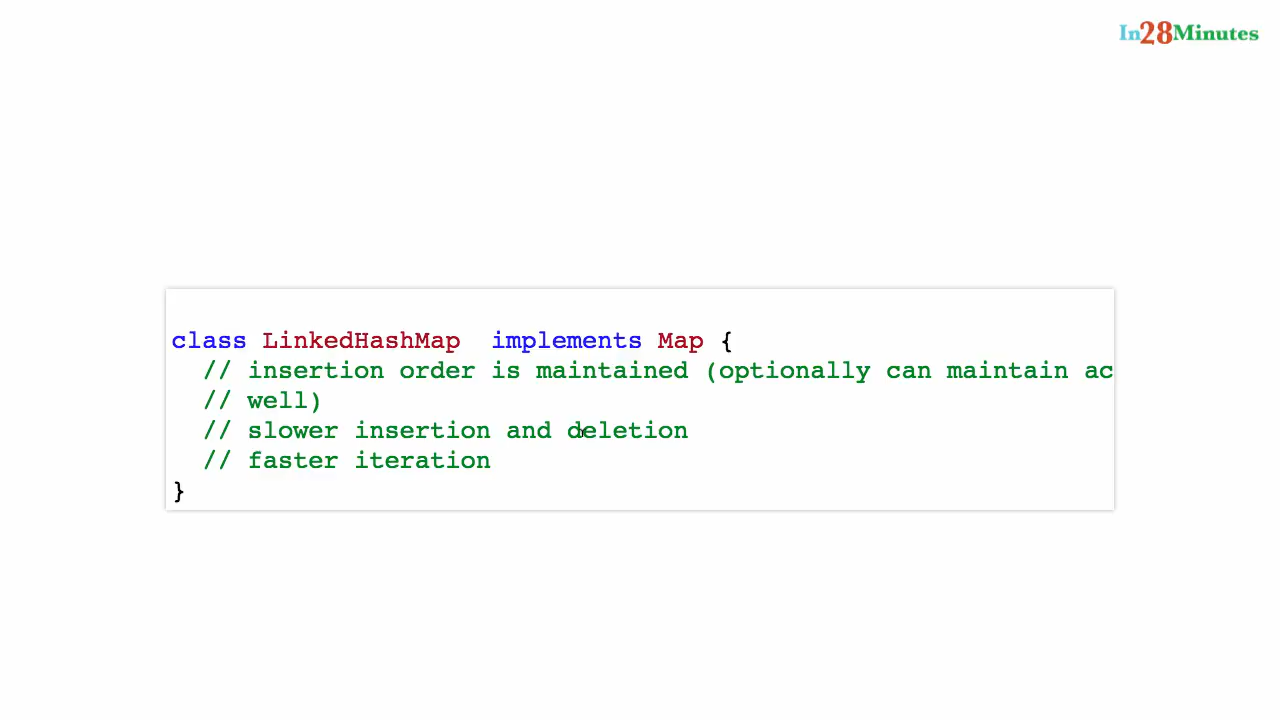 In28Minutes
class LinkedHashMap  implements Map {
// insertion order is maintained (optionally can maintain ac
// well)
// slower insertion and deletion
// faster iteration
}